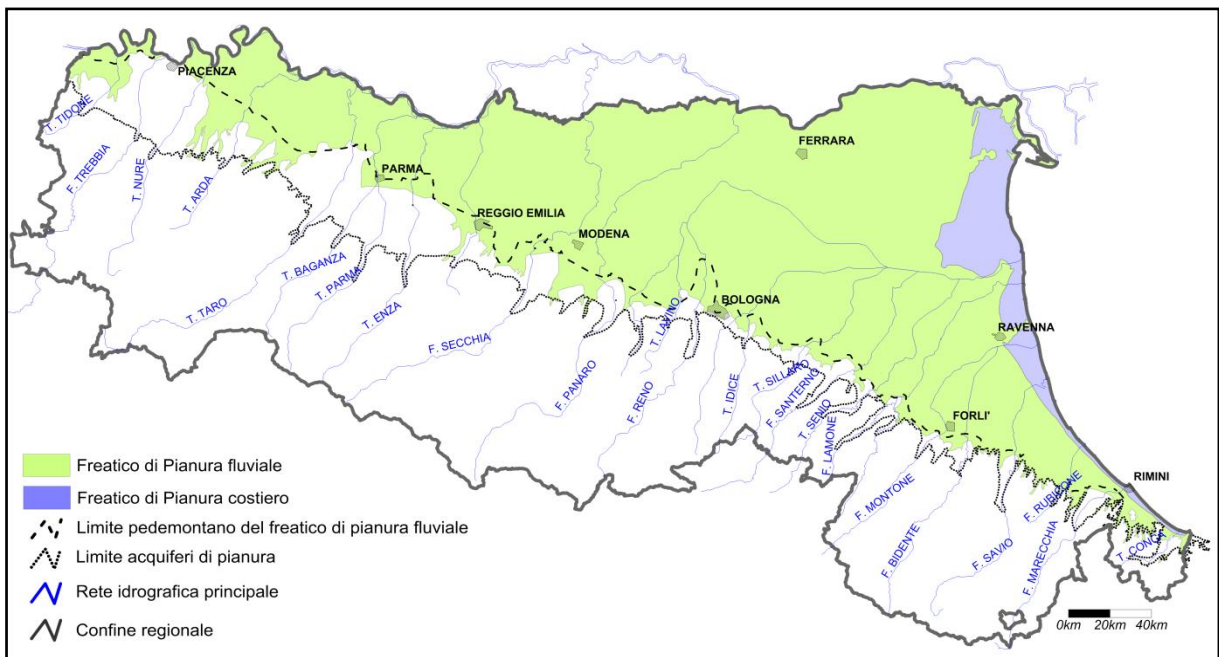 PIACENZA
T. TIDONE
F. TREBBIA
T. NURE
T. ARDA
PARMA
FERRARA
REGGIO EMILIA
MODENA
T. BAGANZA
T. PARMA
T. TARO
T. ENZA
F. SECCHIA
BOLOGNA
T. LAVINO
RAVENNA
F. PANARO
F. RENO
T. IDICE
T. SILLARO
F. SANTERNO
T. SENIO
F. LAMONE
FORLI'
F. MONTONE
F. BIDENTE
F. SAVIO
F. RUBICONE
F. MARECCHIA
RIMINI
T. CONCA
Freatico di Pianura fluviale
Freatico di Pianura costiero
Limite pedemontano del freatico di pianura fluviale
Limite acquiferi di pianura
Rete idrografica principale
Confine regionale
0km 20km 40km